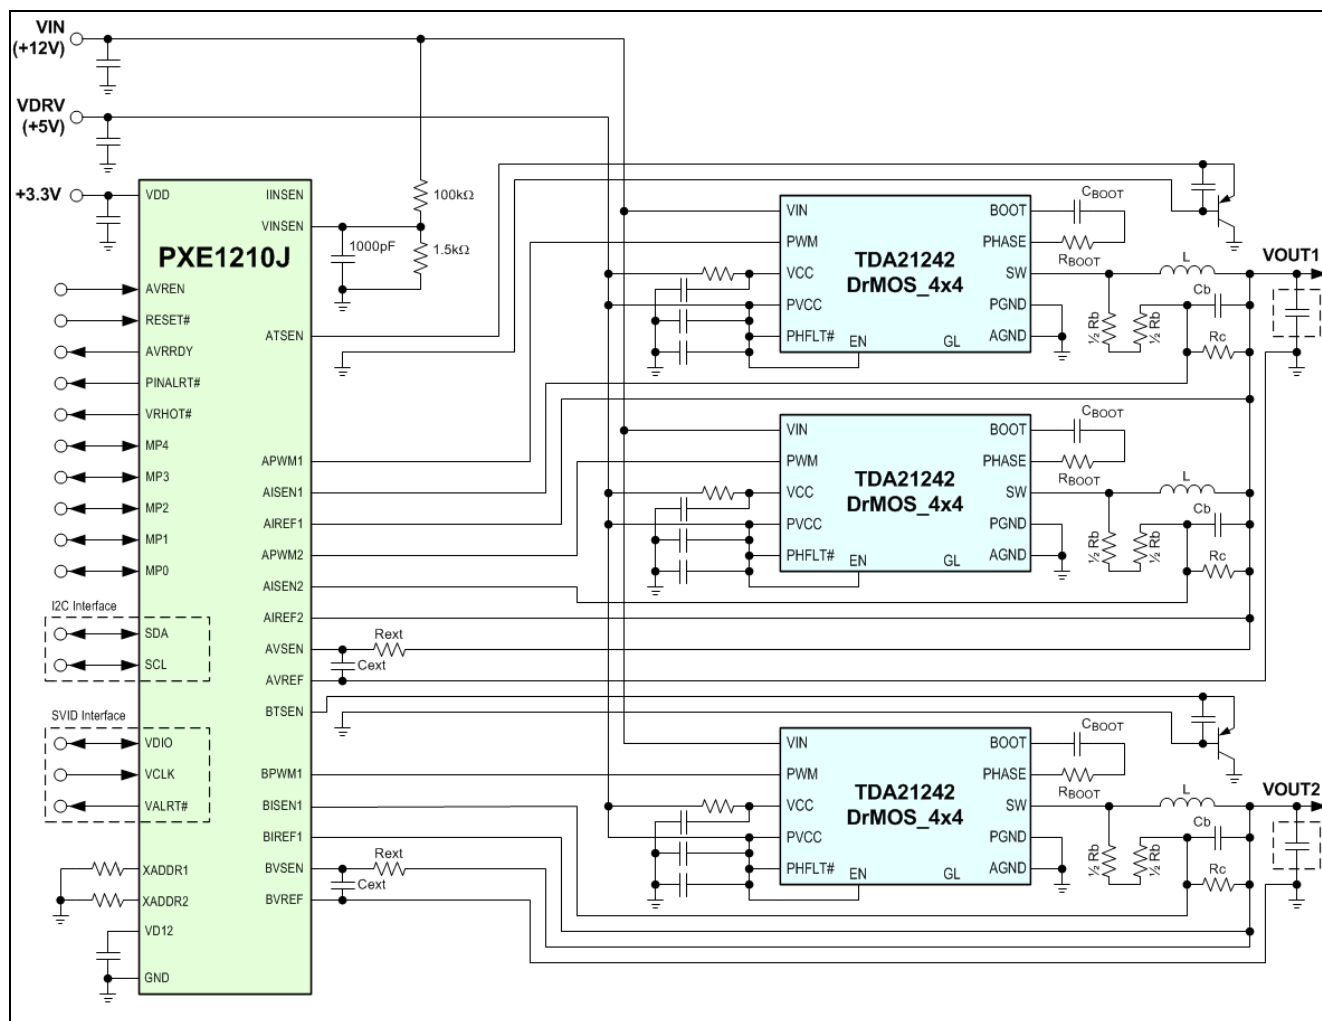 VIN
(+12V)
VDRV
(+5V)
+3.3V
VDD
IINSEN
VINSEN
PXE1210J
100kΩ
1000pF
1.5kΩ
AVREN
RESET#
AVRRDY
PINALRT#
VRHOT#
MP4
MP3
MP2
MP1
MP0
I2C Interface
SDA
SCL
SVID Interface
VDIO
VCLK
VALRT#
XADDR1
XADDR2
VD12
GND
ATSEN
APWM1
AISEN1
AIREF1
APWM2
AISEN2
AIREF2
AVSEN
AVREF
BTSEN
BPWM1
BISEN1
BIREF1
BVSEN
BVREF
Rext
Cext
Rext
Cext
VIN
PWM
VCC
PVCC
PHFLT#
EN
GL
BOOT
PHASE
SW
PGND
AGND
TDA21242
DrMOS_4x4
CBOOT
RBOOT
L
VOUT1
½ Rb
½ Rb
Cb
Rc
VIN
PWM
VCC
PVCC
PHFLT#
EN
GL
BOOT
PHASE
SW
PGND
AGND
TDA21242
DrMOS_4x4
CBOOT
RBOOT
L
½ Rb
½ Rb
Cb
Rc
VIN
PWM
VCC
PVCC
PHFLT#
EN
GL
BOOT
PHASE
SW
PGND
AGND
TDA21242
DrMOS_4x4
CBOOT
RBOOT
L
VOUT2
½ Rb
½ Rb
Cb
Rc